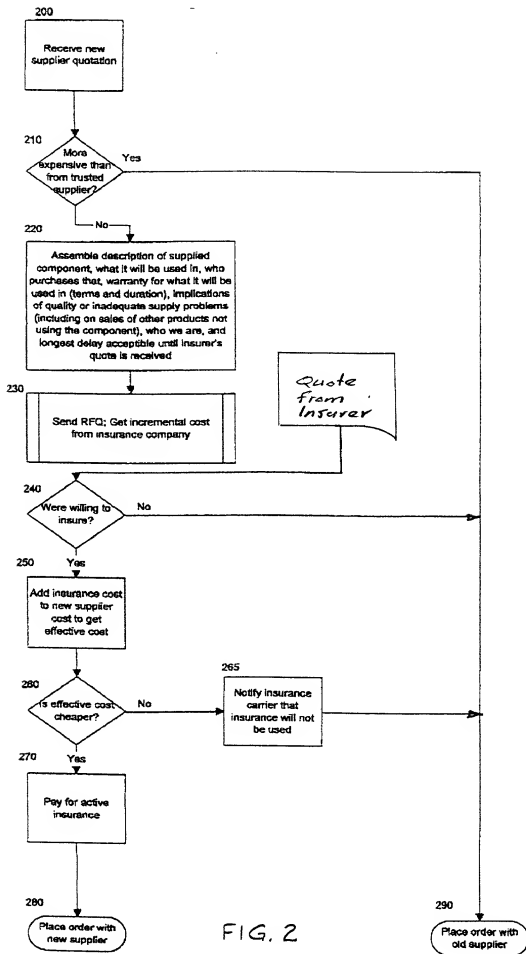 200
Receive new
supplier quotation
210
More
expensive than
from trusted
supplier?
Yes
No
220
Assemble description of supplied
component, what it will be used in, who
purchases that, warranty for what it will be
used in (terms and duration), implications
of quality or inadequate supply problems
(including on sales of other products not
using the component), who we are, and
longest delay acceptible until insurer's
quote is received
Quote
from
Insurer
230
Send RFQ; Get incremental cost
from insurance company
240
Were willing to
insure?
No
Yes
250
Add insurance cost
to new supplier
cost to get
effective cost
260
Is effective cost
cheaper?
No
265
Notify insurance
carrier that
insurance will not
be used
Yes
270
Pay for active
insurance
280
Place order with
new supplier
290
Place order with
old supplier
FIG. 2